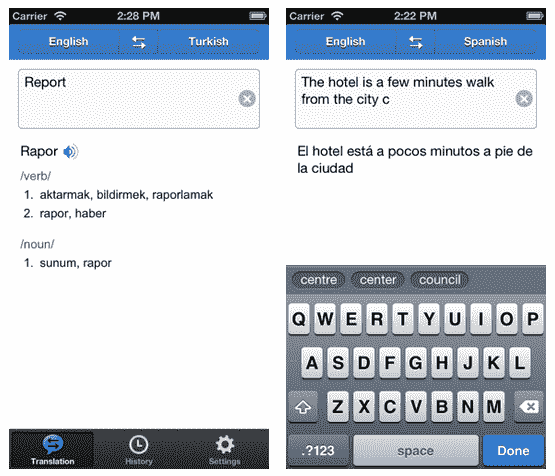 Carrier 2:28 PM
English Turkish
Report
Rapor
/verb/
1. aktarmak, bildirmek, raporlamak
2. rapor, haber
/noun/
1. sunum, rapor
Translation History Settings
Carrier 2:22 PM
English Spanish
The hotel is a few minutes walk
from the city c
El hotel está a pocos minutos a pie de
la ciudad
centre center council
Q W E R T Y U I O P
A S D F G H J K L
Z X C V B N M
.?123 space Done